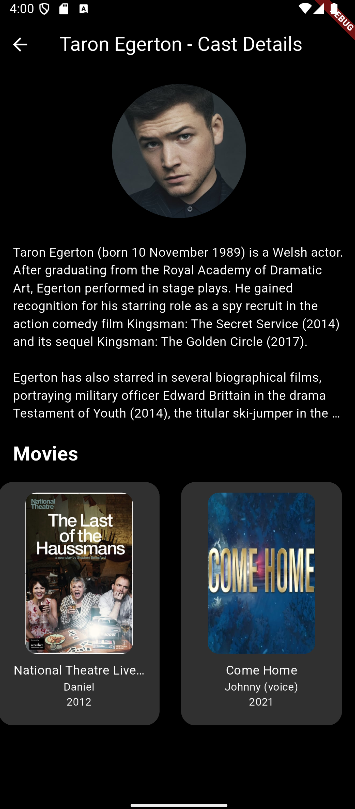 4:00 A
DEBUG
Taron Egerton - Cast Details
Taron Egerton (born 10 November 1989) is a Welsh actor.
After graduating from the Royal Academy of Dramatic
Art, Egerton performed in stage plays. He gained
recognition for his starring role as a spy recruit in the
action comedy film Kingsman: The Secret Service (2014)
and its sequel Kingsman: The Golden Circle (2017).
Egerton has also starred in several biographical films,
portraying military officer Edward Brittain in the drama
Testament of Youth (2014), the titular ski-jumper in the …
Movies
National
Theatre
The Last
of the
Haussmans
COME HOME
National Theatre Live…
Daniel
2012
Come Home
Johnny (voice)
2021